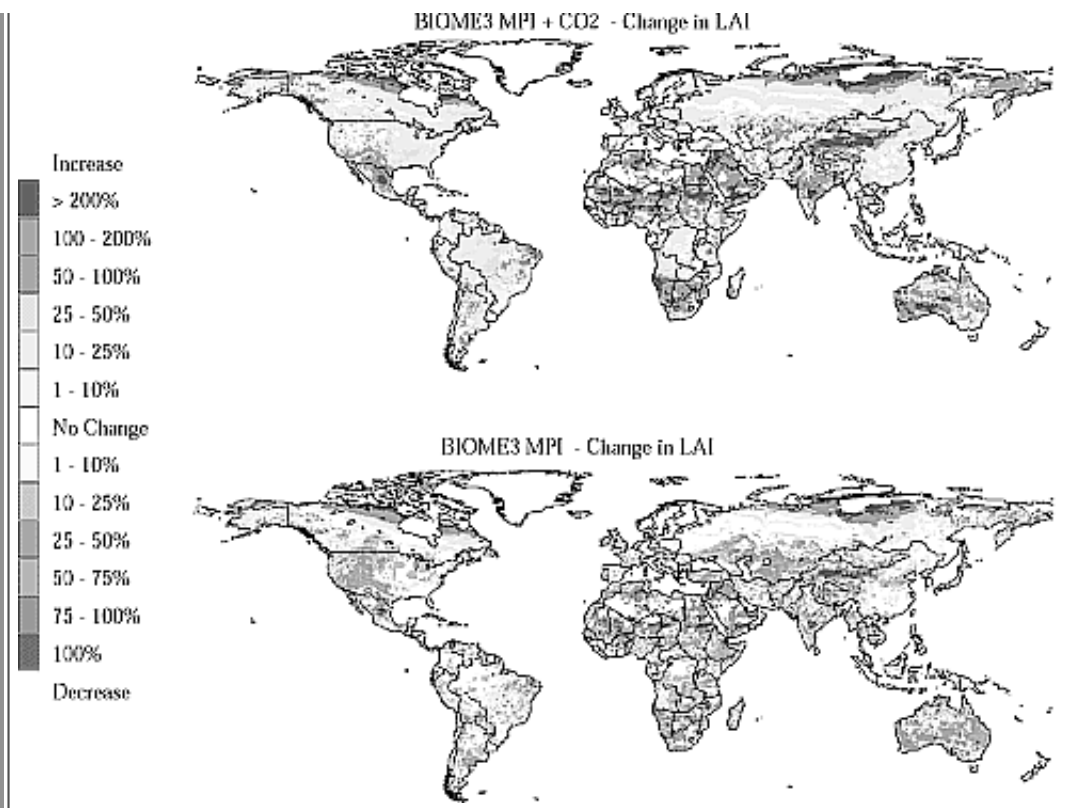 BIOME3 MPI + CO2 - Change in LAI
Increase
> 200%
100 - 200%
50 - 100%
25 - 50%
10 - 25%
1 - 10%
No Change
1 - 10%
10 - 25%
25 - 50%
50 - 75%
75 - 100%
100%
Decrease
BIOME3 MPI - Change in LAI